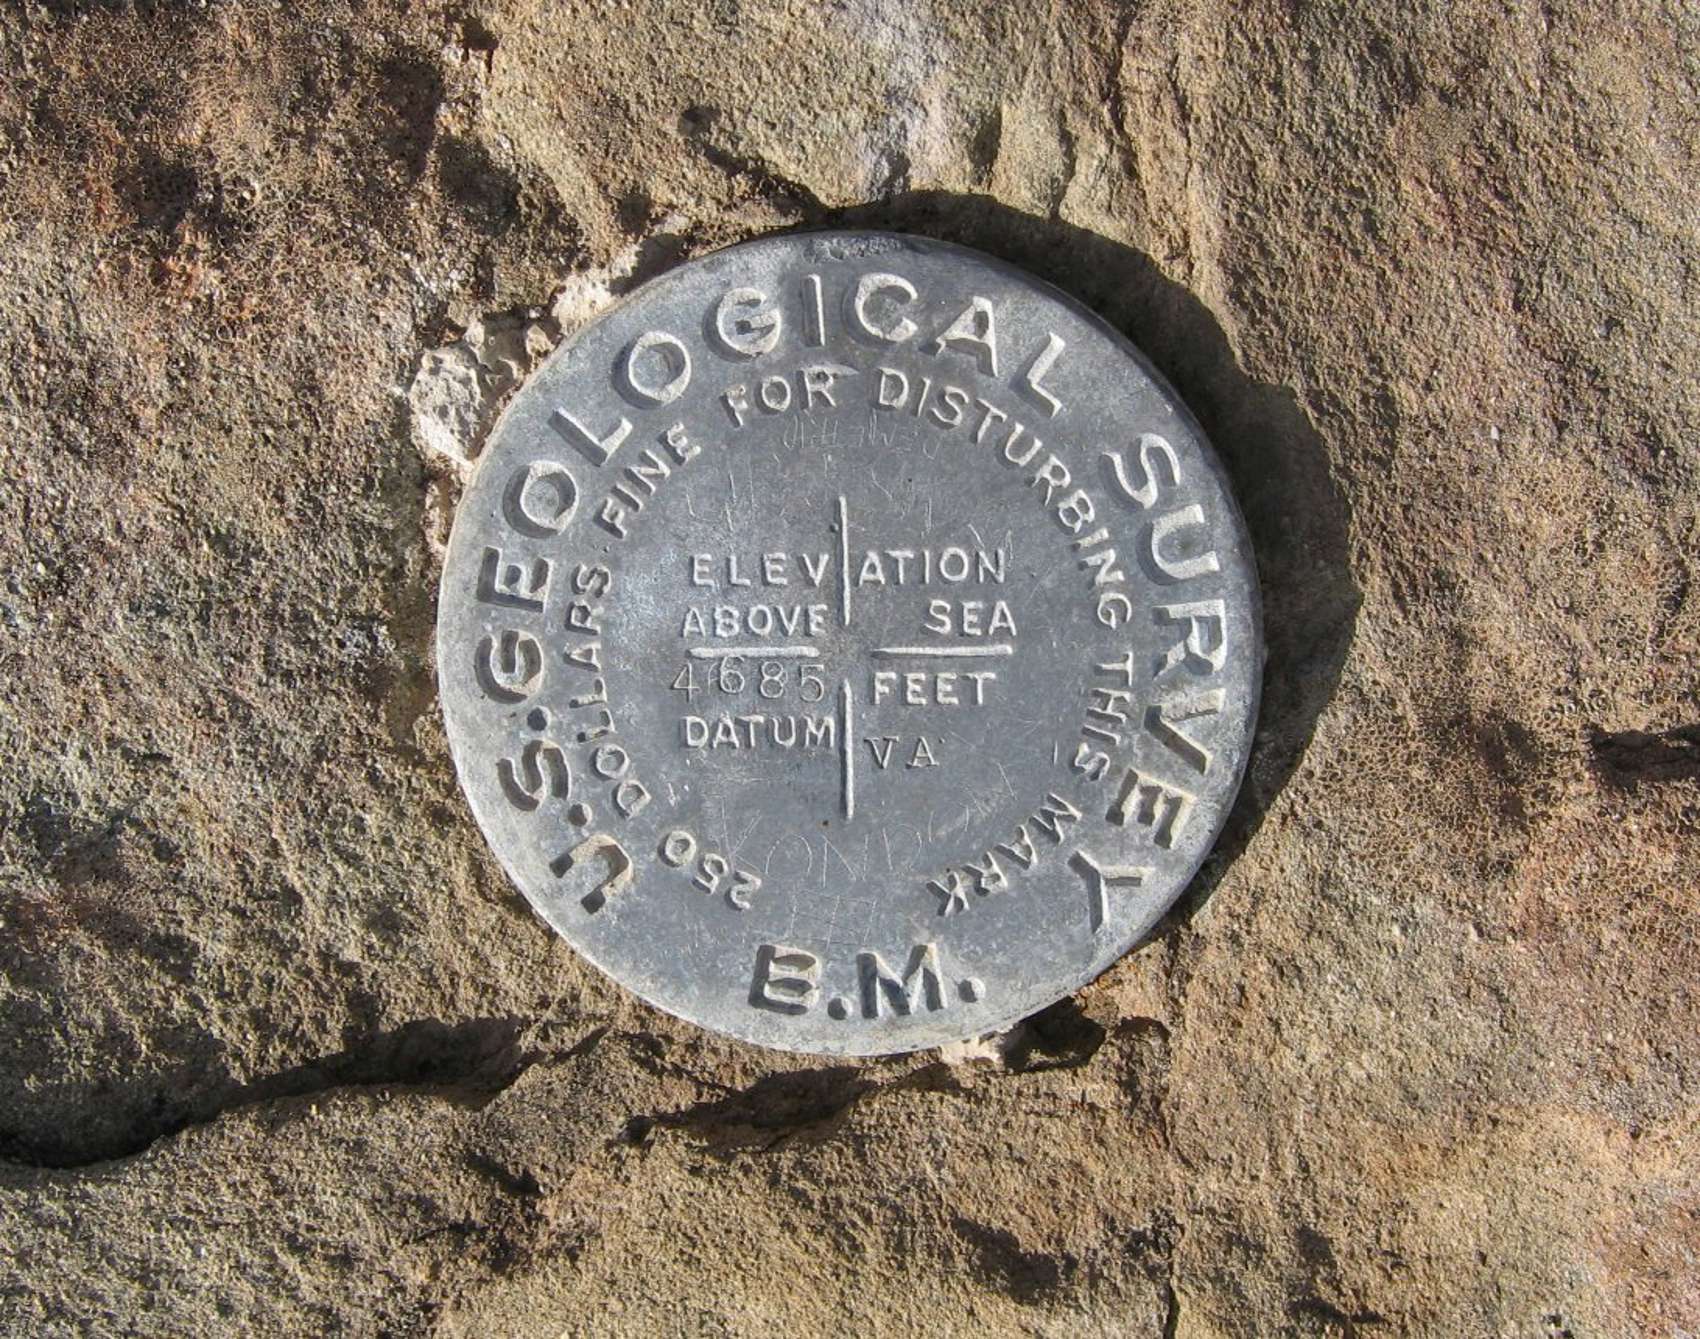 U.S. GEOLOGICAL SURVEY
250 DOLLARS FINE FOR DISTURBING THIS MARK
ELEVATION
ABOVE SEA
4685 FEET
DATUM VA
B.M.